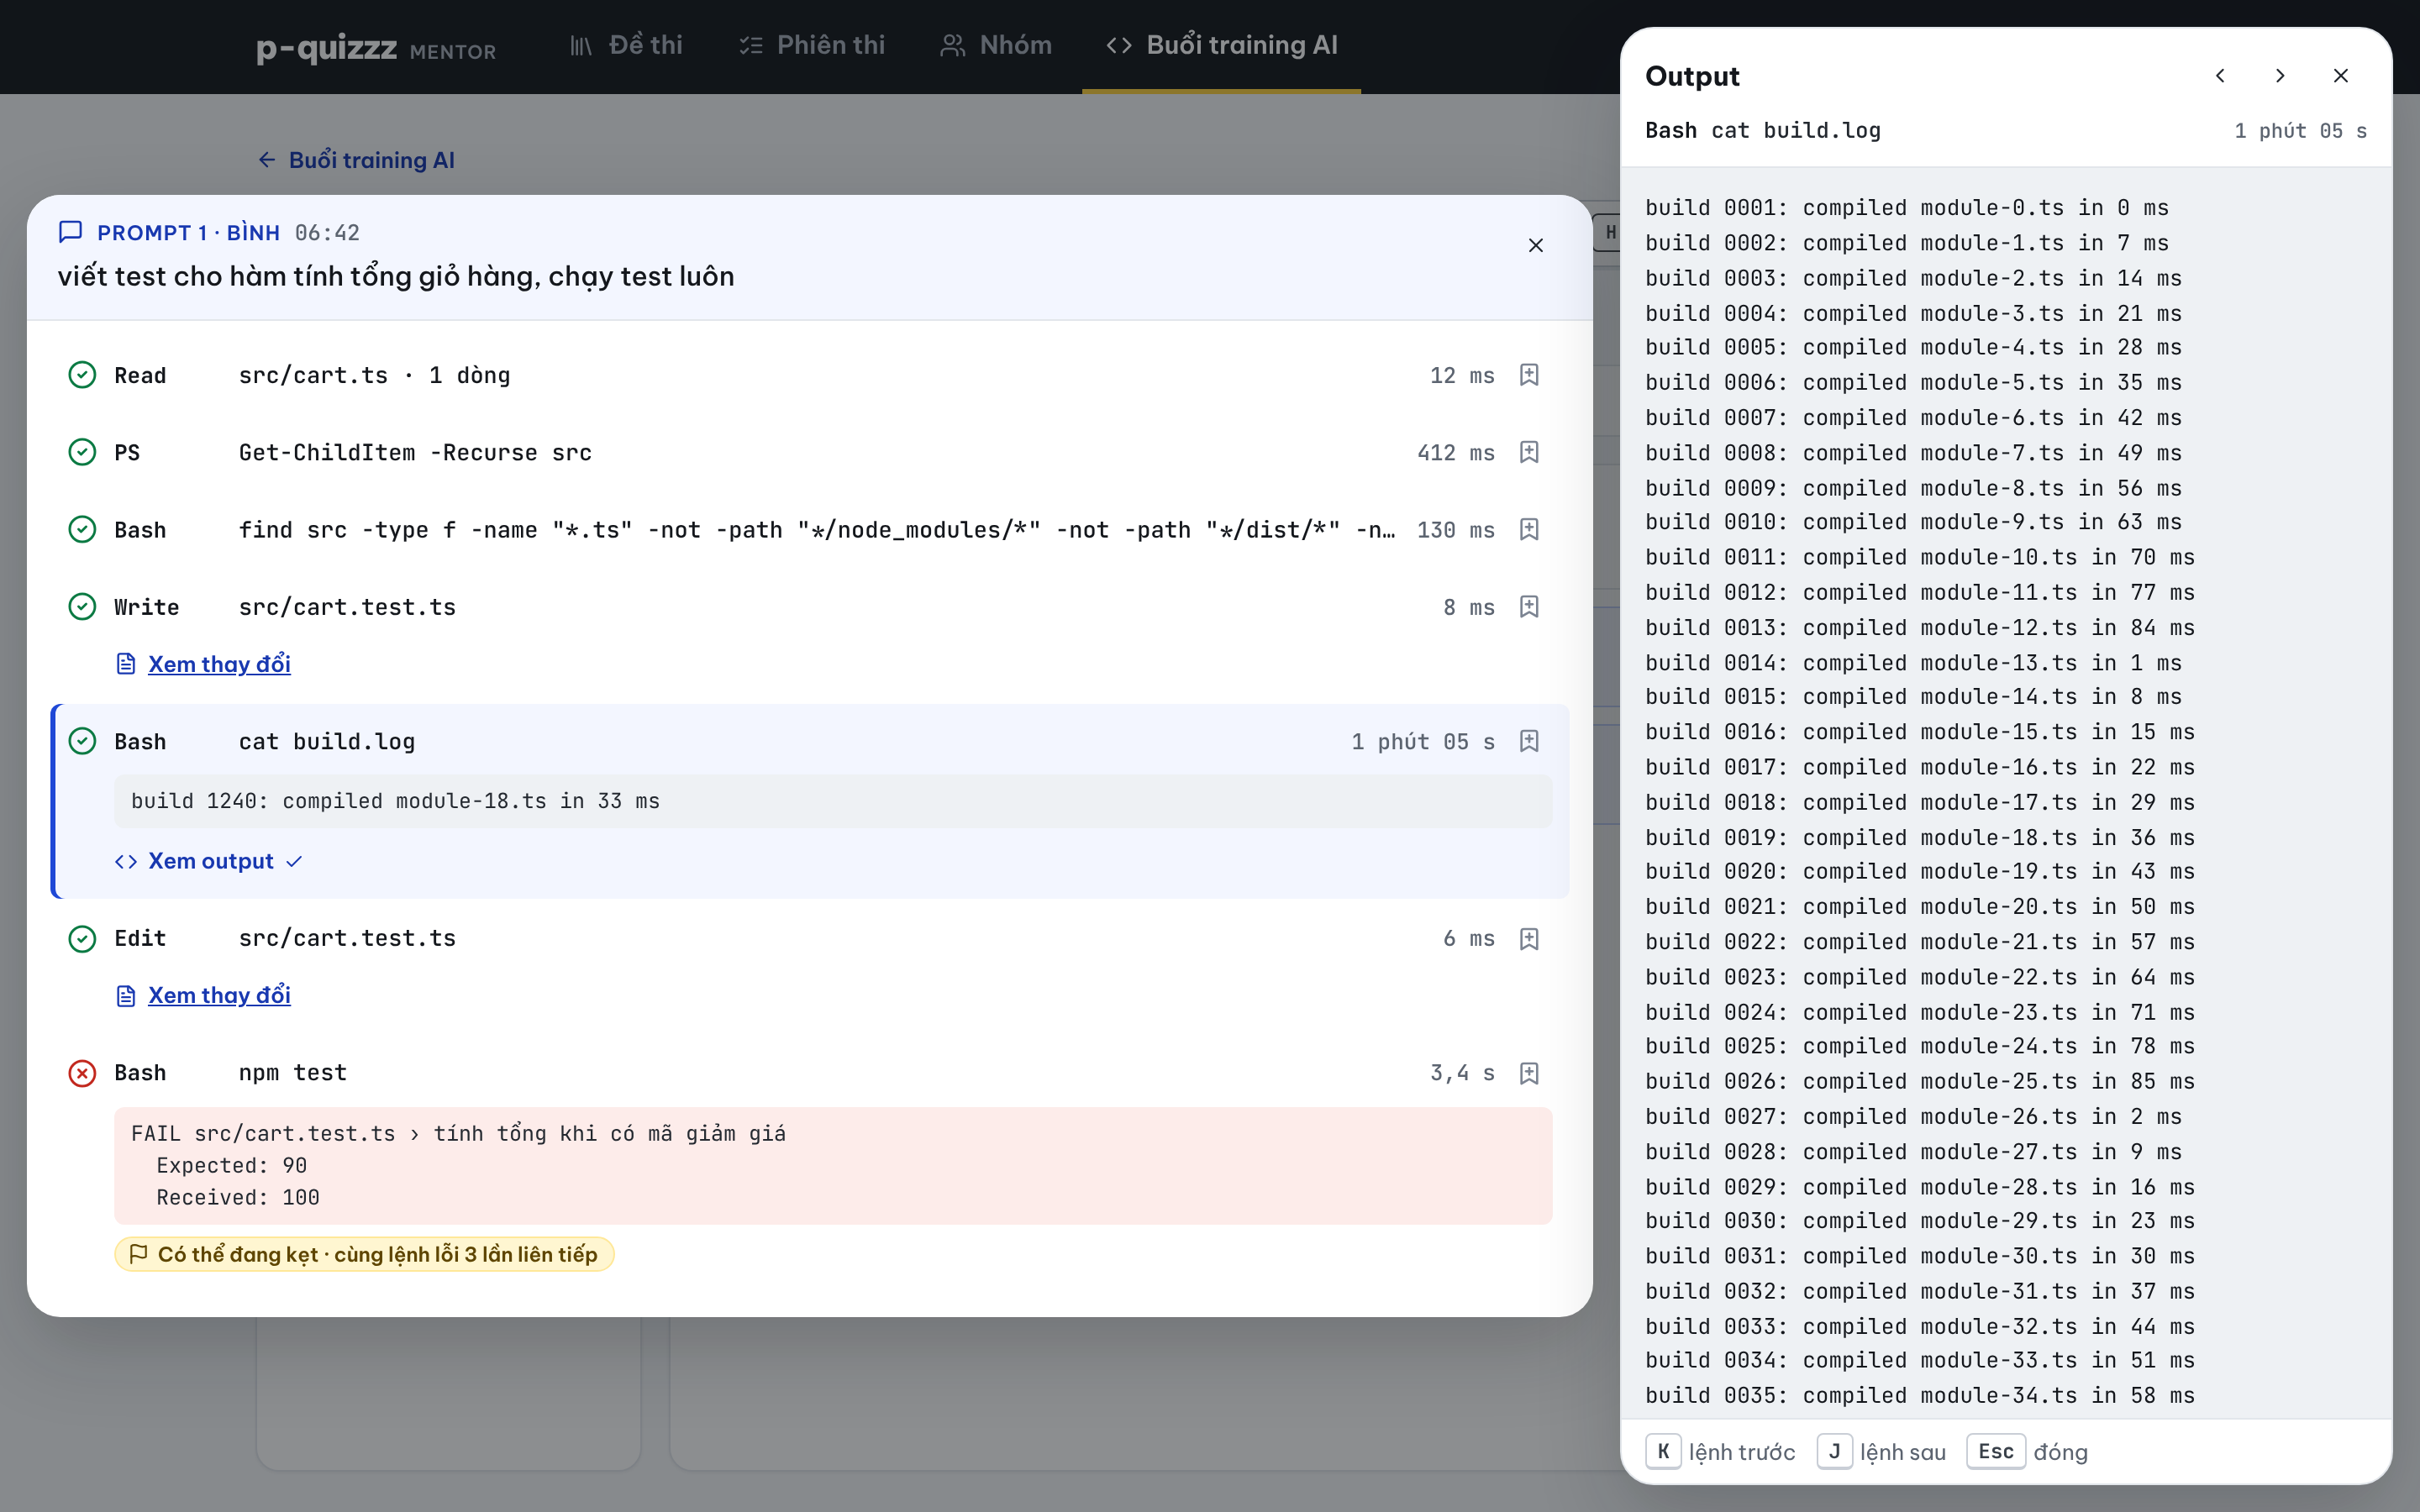 p-quizzz MENTOR
Đề thi
Phiên thi
Nhóm
Buổi training AI
Buổi training AI
H
PROMPT 1 · BÌNH 06:42
viết test cho hàm tính tổng giỏ hàng, chạy test luôn
Read src/cart.ts · 1 dòng 12 ms
PS Get-ChildItem -Recurse src 412 ms
Bash find src -type f -name "*.ts" -not -path "*/node_modules/*" -not -path "*/dist/*" -n… 130 ms
Write src/cart.test.ts 8 ms
Xem thay đổi
Bash cat build.log 1 phút 05 s
build 1240: compiled module-18.ts in 33 ms
Xem output
Edit src/cart.test.ts 6 ms
Xem thay đổi
Bash npm test 3,4 s
FAIL src/cart.test.ts › tính tổng khi có mã giảm giá
Expected: 90
Received: 100
Có thể đang kẹt · cùng lệnh lỗi 3 lần liên tiếp
Output
Bash cat build.log 1 phút 05 s
build 0001: compiled module-0.ts in 0 ms
build 0002: compiled module-1.ts in 7 ms
build 0003: compiled module-2.ts in 14 ms
build 0004: compiled module-3.ts in 21 ms
build 0005: compiled module-4.ts in 28 ms
build 0006: compiled module-5.ts in 35 ms
build 0007: compiled module-6.ts in 42 ms
build 0008: compiled module-7.ts in 49 ms
build 0009: compiled module-8.ts in 56 ms
build 0010: compiled module-9.ts in 63 ms
build 0011: compiled module-10.ts in 70 ms
build 0012: compiled module-11.ts in 77 ms
build 0013: compiled module-12.ts in 84 ms
build 0014: compiled module-13.ts in 1 ms
build 0015: compiled module-14.ts in 8 ms
build 0016: compiled module-15.ts in 15 ms
build 0017: compiled module-16.ts in 22 ms
build 0018: compiled module-17.ts in 29 ms
build 0019: compiled module-18.ts in 36 ms
build 0020: compiled module-19.ts in 43 ms
build 0021: compiled module-20.ts in 50 ms
build 0022: compiled module-21.ts in 57 ms
build 0023: compiled module-22.ts in 64 ms
build 0024: compiled module-23.ts in 71 ms
build 0025: compiled module-24.ts in 78 ms
build 0026: compiled module-25.ts in 85 ms
build 0027: compiled module-26.ts in 2 ms
build 0028: compiled module-27.ts in 9 ms
build 0029: compiled module-28.ts in 16 ms
build 0030: compiled module-29.ts in 23 ms
build 0031: compiled module-30.ts in 30 ms
build 0032: compiled module-31.ts in 37 ms
build 0033: compiled module-32.ts in 44 ms
build 0034: compiled module-33.ts in 51 ms
build 0035: compiled module-34.ts in 58 ms
K lệnh trước J lệnh sau Esc đóng